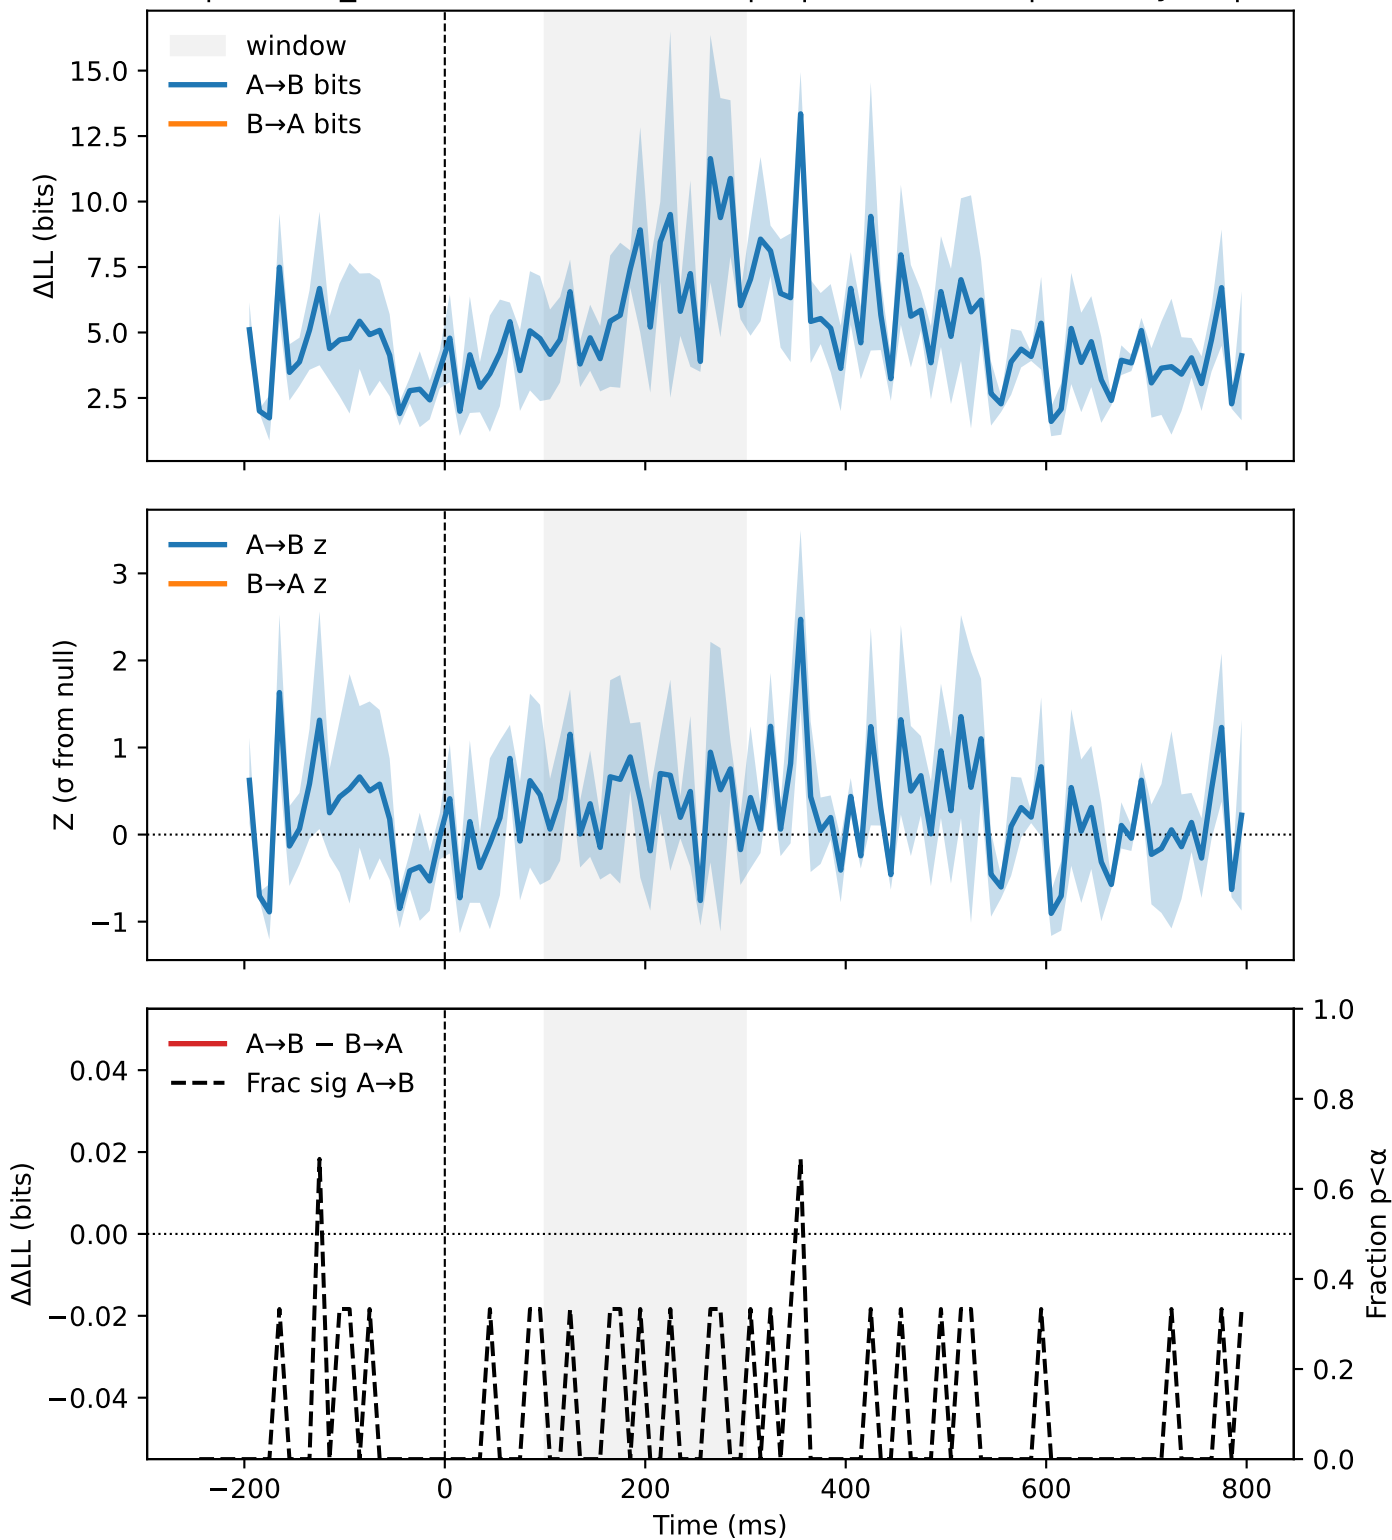 window
A→B bits
B→A bits
15.0
12.5
10.0
7.5
5.0
2.5
ΔLL (bits)
A→B z
B→A z
3
2
1
0
−1
Z (σ from null)
A→B − B→A
Frac sig A→B
0.04
0.02
0.00
−0.02
−0.04
ΔΔLL (bits)
1.0
0.8
0.6
0.4
0.2
0.0
Fraction p<α
−200 0 200 400 600 800
Time (ms)